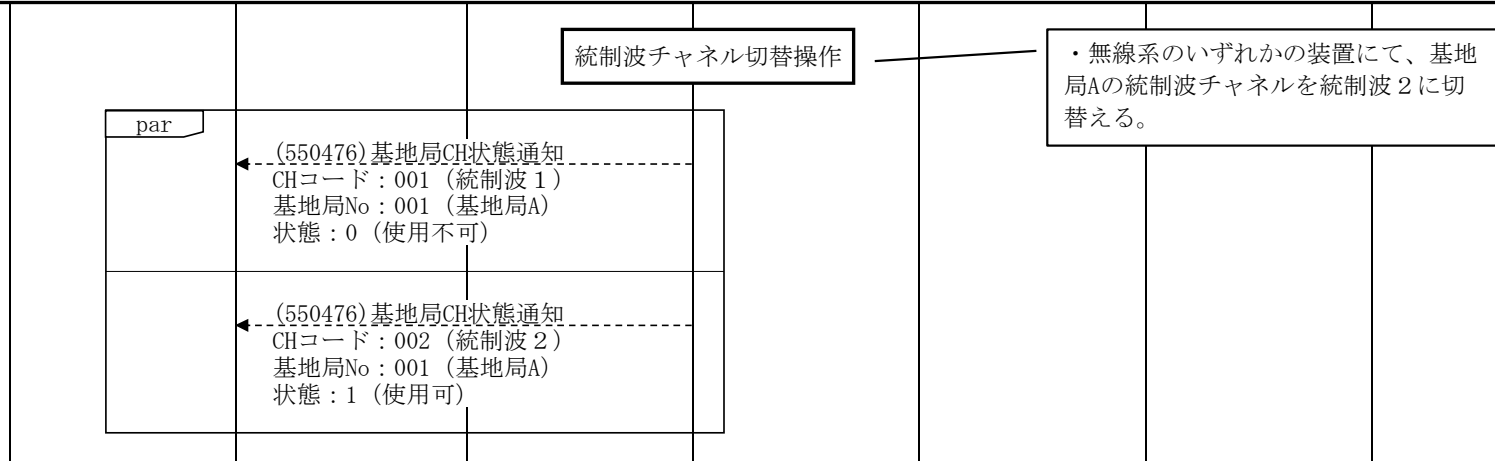 統制波チャネル切替操作
・無線系のいずれかの装置にて、基地
局Aの統制波チャネルを統制波２に切
替える。
par
(550476)基地局CH状態通知
CHコード：001（統制波１）
基地局No：001（基地局A）
状態：0（使用不可）
(550476)基地局CH状態通知
CHコード：002（統制波２）
基地局No：001（基地局A）
状態：1（使用可）